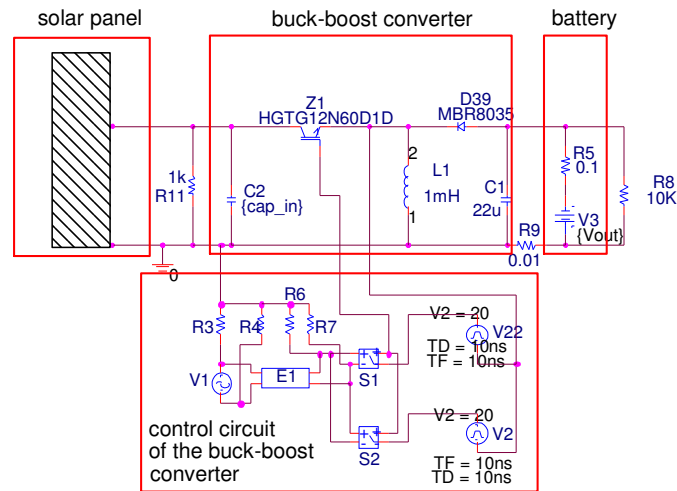 solar panel
buck-boost converter
battery
Z1
HGTG12N60D1D
D39
MBR8035
1k
R11
C2
{cap_in}
2
L1
1mH
1
C1
22u
R5
0.1
V3
{Vout}
R8
10K
R9
0.01
0
R3
R4
R6
R7
V1
E1
S1
S2
V2 = 20
V22
TD = 10ns
TF = 10ns
V2 = 20
V2
TF = 10ns
TD = 10ns
control circuit
of the buck-boost
converter